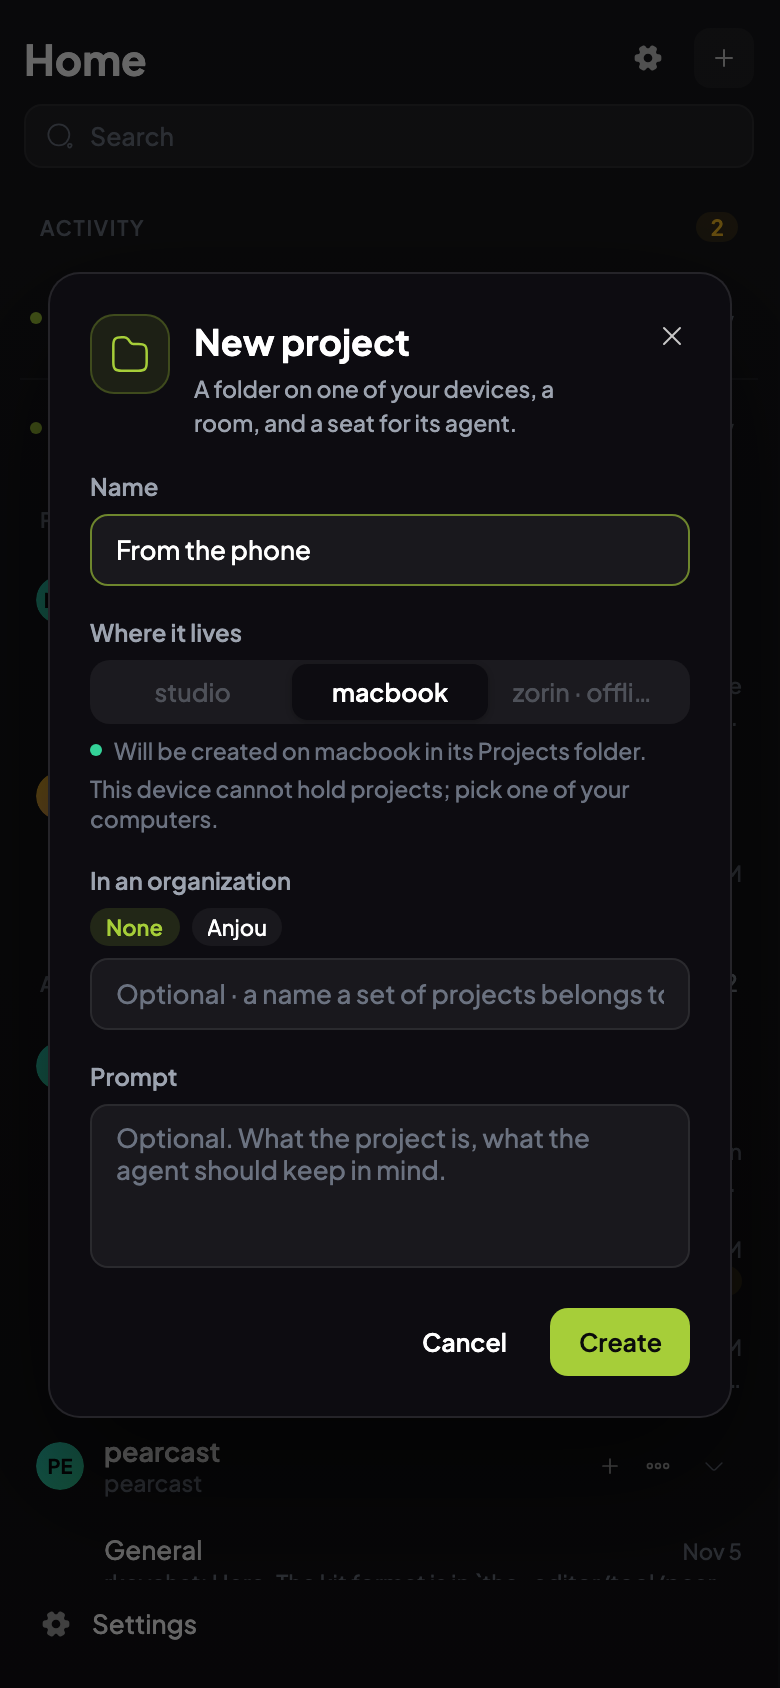 Home
Search
ACTIVITY
2
New project
A folder on one of your devices, a
room, and a seat for its agent.
Name
From the phone
Where it lives
studio
macbook
zorin · offli...
Will be created on macbook in its Projects folder.
This device cannot hold projects; pick one of your
computers.
In an organization
None
Anjou
Optional · a name a set of projects belongs to
Prompt
Optional. What the project is, what the
agent should keep in mind.
Cancel
Create
PE
pearcast
pearcast
General
Nov 5
Settings